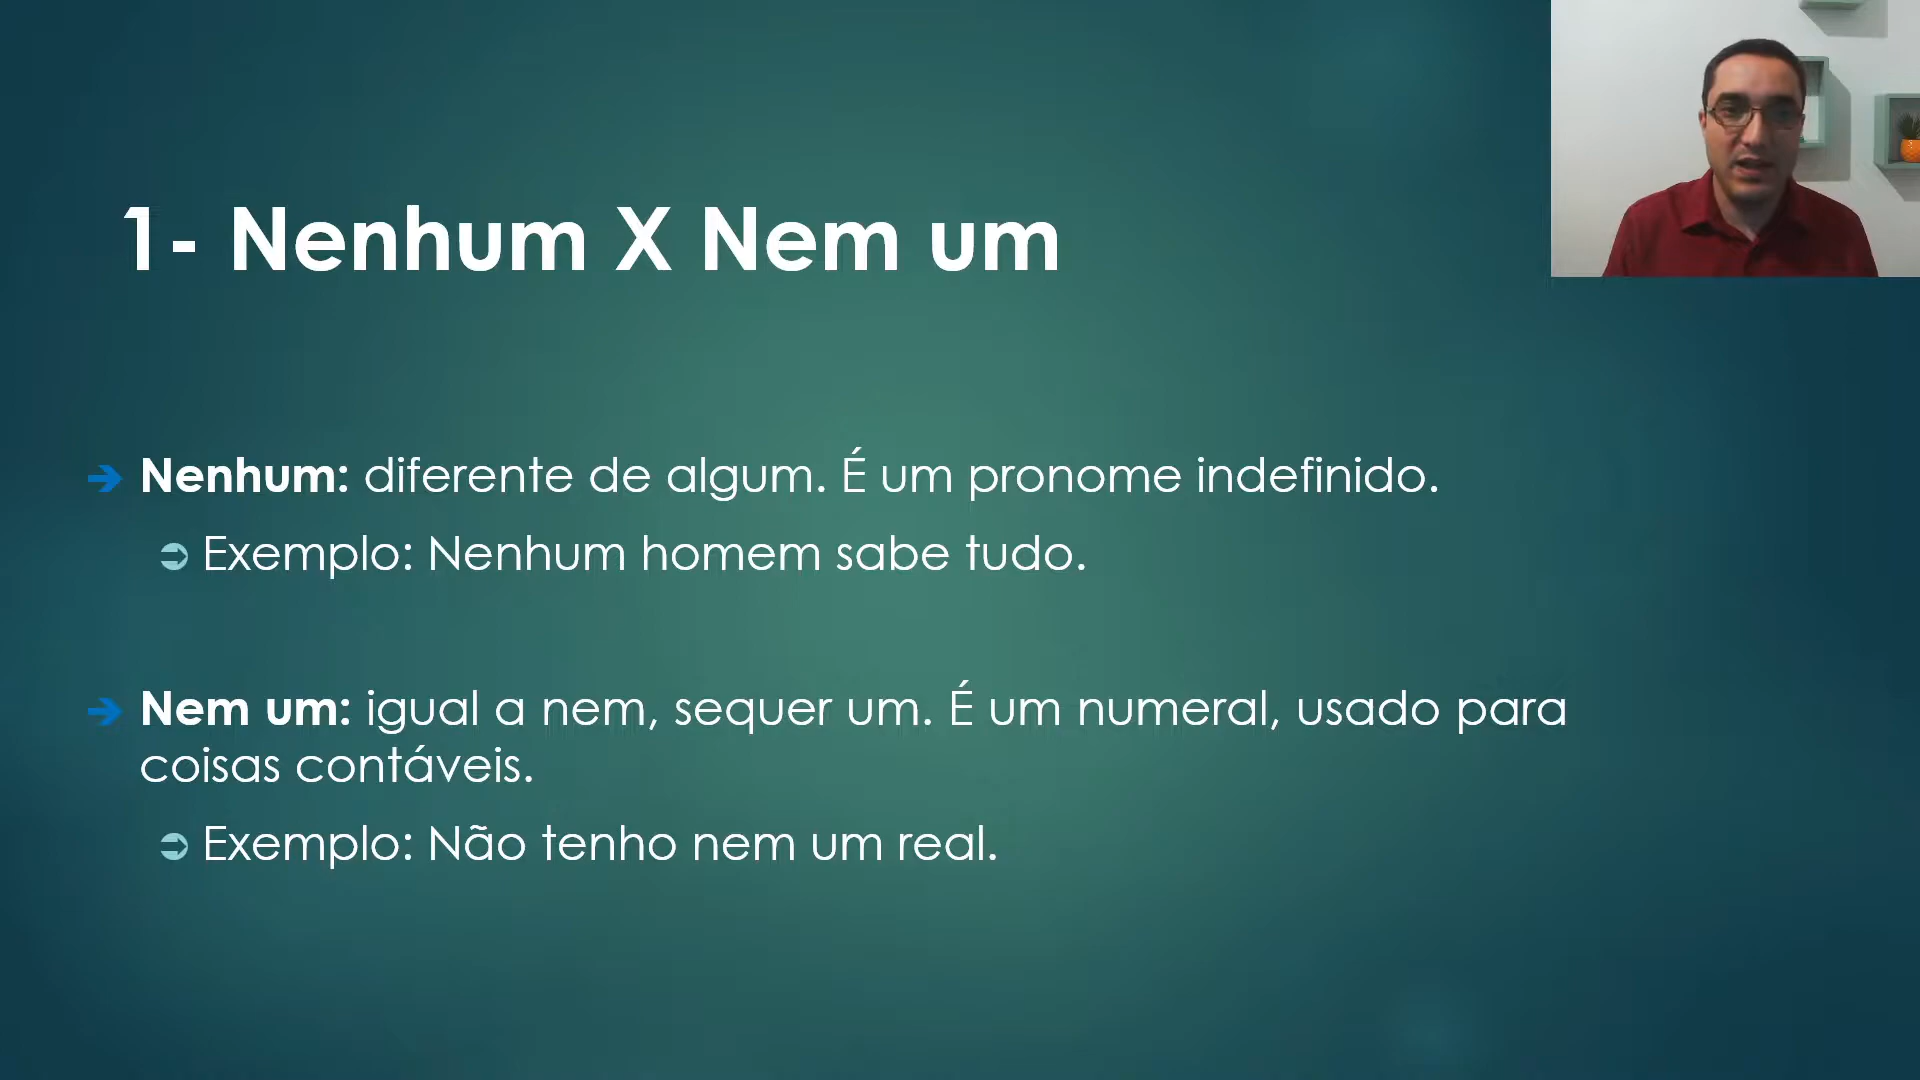 1- Nenhum X Nem um
Nenhum: diferente de algum. É um pronome indefinido.
Exemplo: Nenhum homem sabe tudo.
Nem um: igual a nem, sequer um. É um numeral, usado para
coisas contáveis.
Exemplo: Não tenho nem um real.